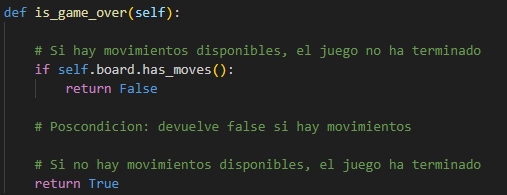 def is_game_over(self):
# Si hay movimientos disponibles, el juego no ha terminado
if self.board.has_moves():
return False
# Poscondicion: devuelve false si hay movimientos
# Si no hay movimientos disponibles, el juego ha terminado
return True